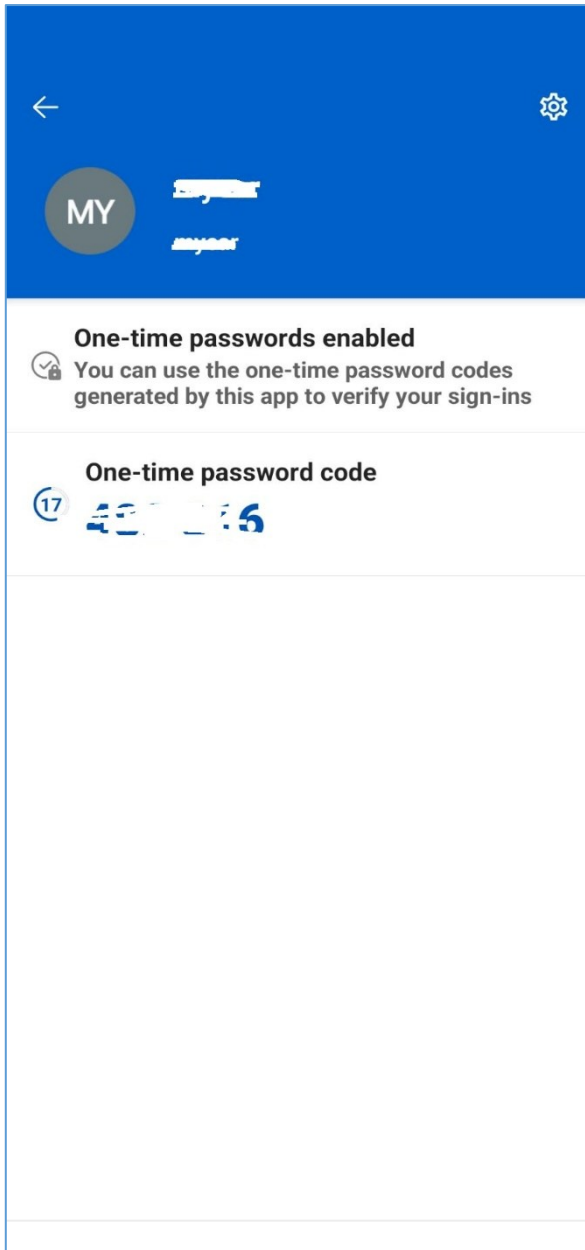 MY
One-time passwords enabled
You can use the one-time password codes
generated by this app to verify your sign-ins
One-time password code
17